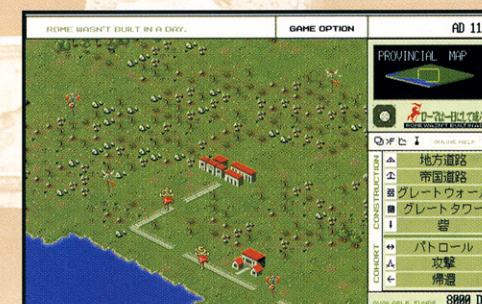 ROME WASN'T BUILT IN A DAY.
GAME OPTION
AD 11
PROVINCIAL MAP
ローマは一日にして成
ROME WASN'T BUILT IN A DA
ONLINE HELP
CONSTRUCTION
地方道路
帝国道路
グレートウォール
グレートタワー
砦
COHORT
パトロール
攻撃
帰還
AVAILABLE FUNDS 8000 D